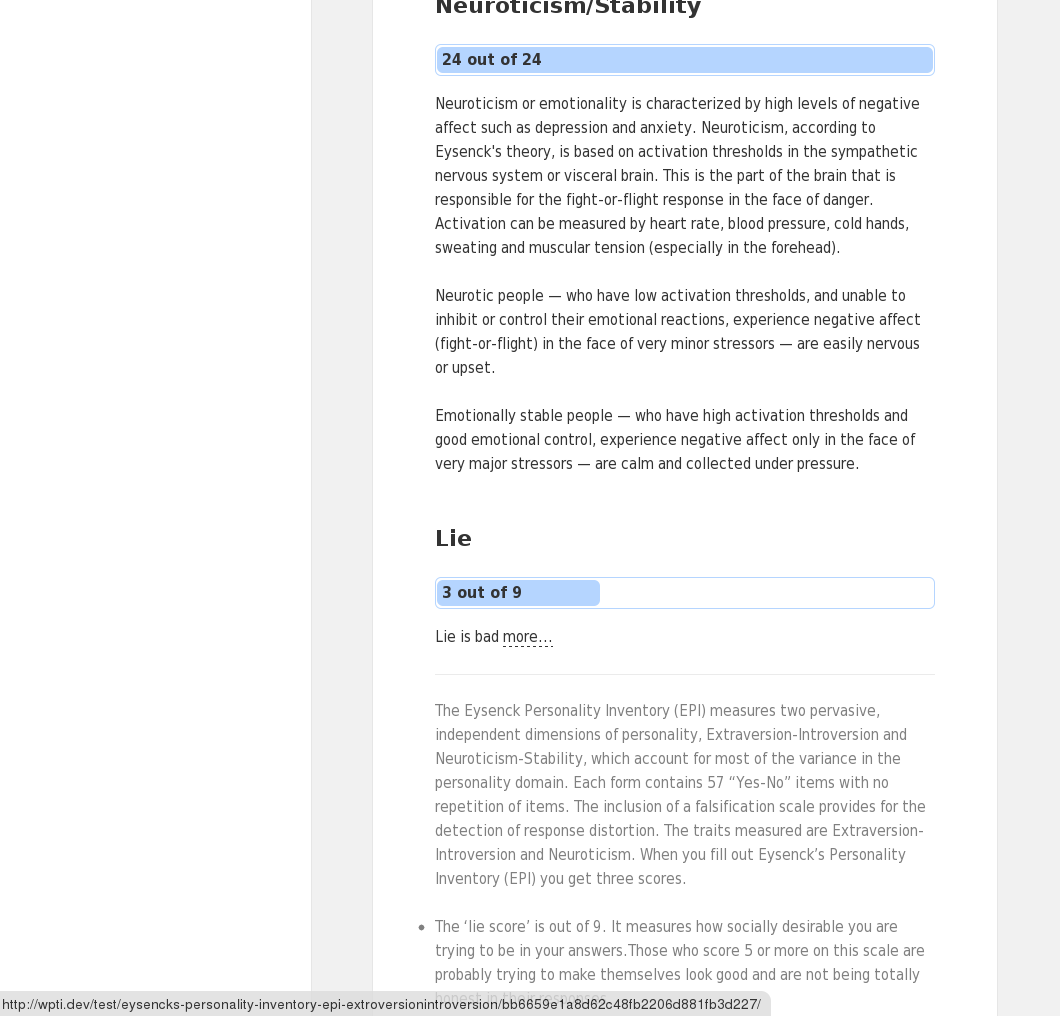 Neuroticism/Stability
24 out of 24
Neuroticism or emotionality is characterized by high levels of negative
affect such as depression and anxiety. Neuroticism, according to
Eysenck's theory, is based on activation thresholds in the sympathetic
nervous system or visceral brain. This is the part of the brain that is
responsible for the fight-or-flight response in the face of danger.
Activation can be measured by heart rate, blood pressure, cold hands,
sweating and muscular tension (especially in the forehead).
Neurotic people — who have low activation thresholds, and unable to
inhibit or control their emotional reactions, experience negative affect
(fight-or-flight) in the face of very minor stressors — are easily nervous
or upset.
Emotionally stable people — who have high activation thresholds and
good emotional control, experience negative affect only in the face of
very major stressors — are calm and collected under pressure.
Lie
3 out of 9
Lie is bad more...
The Eysenck Personality Inventory (EPI) measures two pervasive,
independent dimensions of personality, Extraversion-Introversion and
Neuroticism-Stability, which account for most of the variance in the
personality domain. Each form contains 57 “Yes-No” items with no
repetition of items. The inclusion of a falsification scale provides for the
detection of response distortion. The traits measured are Extraversion-
Introversion and Neuroticism. When you fill out Eysenck’s Personality
Inventory (EPI) you get three scores.
• The ‘lie score’ is out of 9. It measures how socially desirable you are
trying to be in your answers.Those who score 5 or more on this scale are
probably trying to make themselves look good and are not being totally
honest in their responses.
http://wpti.dev/test/eysencks-personality-inventory-epi-extroversionintroversion/bb6659e1a8d62c48fb2206d881fb3d227/